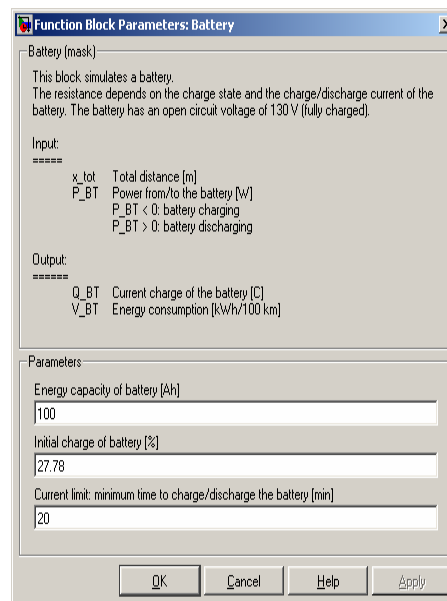 Function Block Parameters: Battery
Battery (mask)
This block simulates a battery.
The resistance depends on the charge state and the charge/discharge current of the
battery. The battery has an open circuit voltage of 130 V (fully charged).
Input:
=====
x_tot Total distance [m]
P_BT Power from/to the battery [W]
P_BT < 0: battery charging
P_BT > 0: battery discharging
Output:
======
Q_BT Current charge of the battery [C]
V_BT Energy consumption [kWh/100 km]
Parameters
Energy capacity of battery [Ah]
100
Initial charge of battery [%]
27.78
Current limit: minimum time to charge/discharge the battery [min]
20
OK Cancel Help Apply